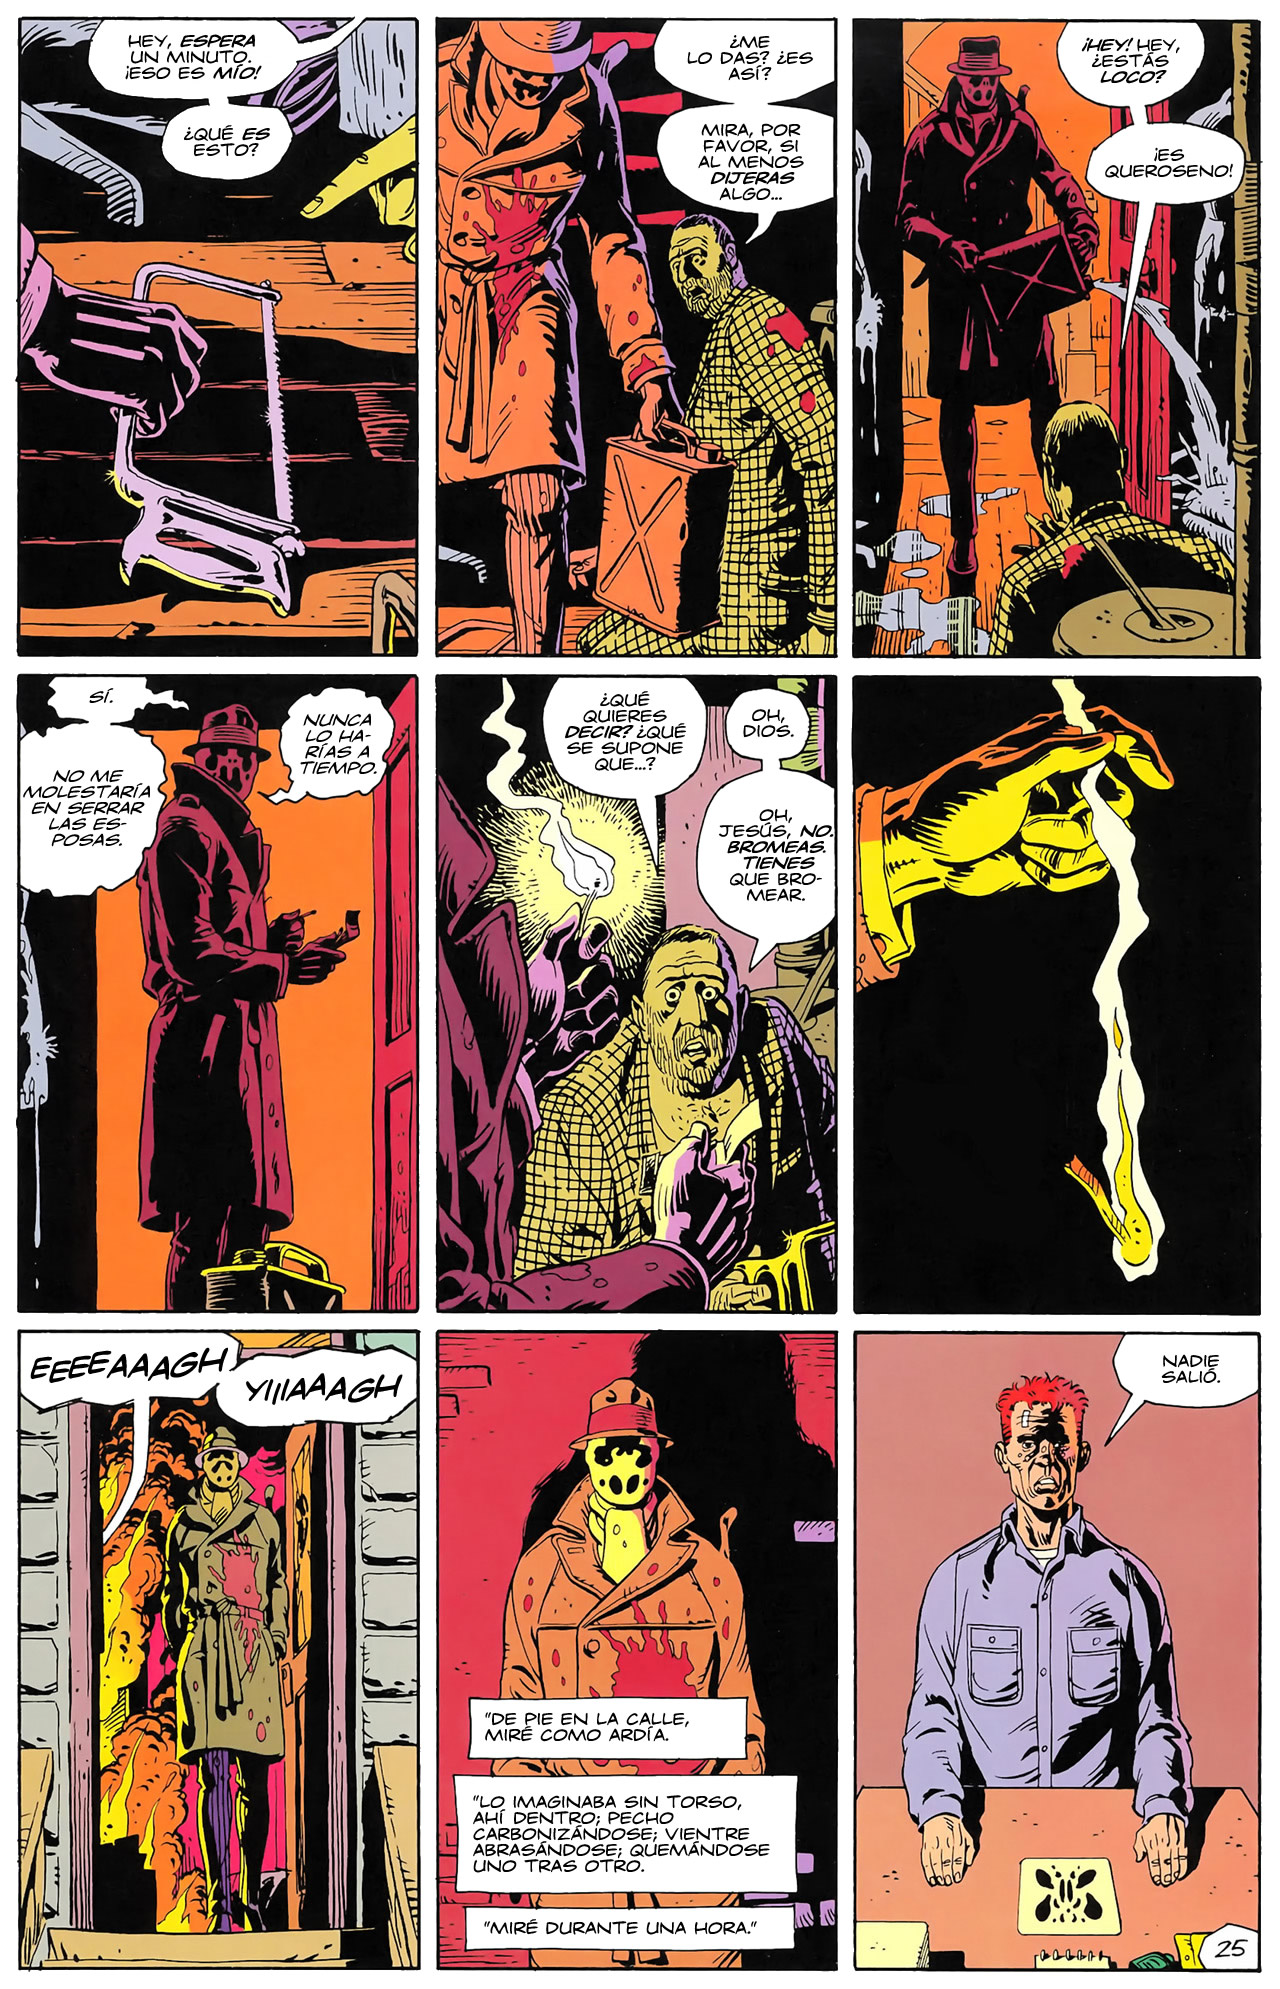 HEY, ESPERA
UN MINUTO.
¡ESO ES MÍO!
¿QUÉ ES
ESTO?
¿ME
LO DAS? ¿ES
ASÍ?
MIRA, POR
FAVOR, SI
AL MENOS
DIJERAS
ALGO...
¡HEY! HEY,
¿ESTÁS
LOCO?
¡ES
QUEROSENO!
SÍ.
NO ME
MOLESTARÍA
EN SERRAR
LAS ES-
POSAS.
NUNCA
LO HA-
RÍAS A
TIEMPO.
¿QUÉ
QUIERES
DECIR? ¿QUÉ
SE SUPONE
QUE...?
OH,
DIOS.
OH,
JESÚS, NO.
BROMEAS.
TIENES
QUE BRO-
MEAR.
EEEEAAAGH
YIIIAAAGH
"DE PIE EN LA CALLE,
MIRÉ COMO ARDÍA.
"LO IMAGINABA SIN TORSO,
AHÍ DENTRO; PECHO
CARBONIZÁNDOSE; VIENTRE
ABRASÁNDOSE; QUEMÁNDOSE
UNO TRAS OTRO.
"MIRÉ DURANTE UNA HORA."
NADIE
SALIÓ.
25